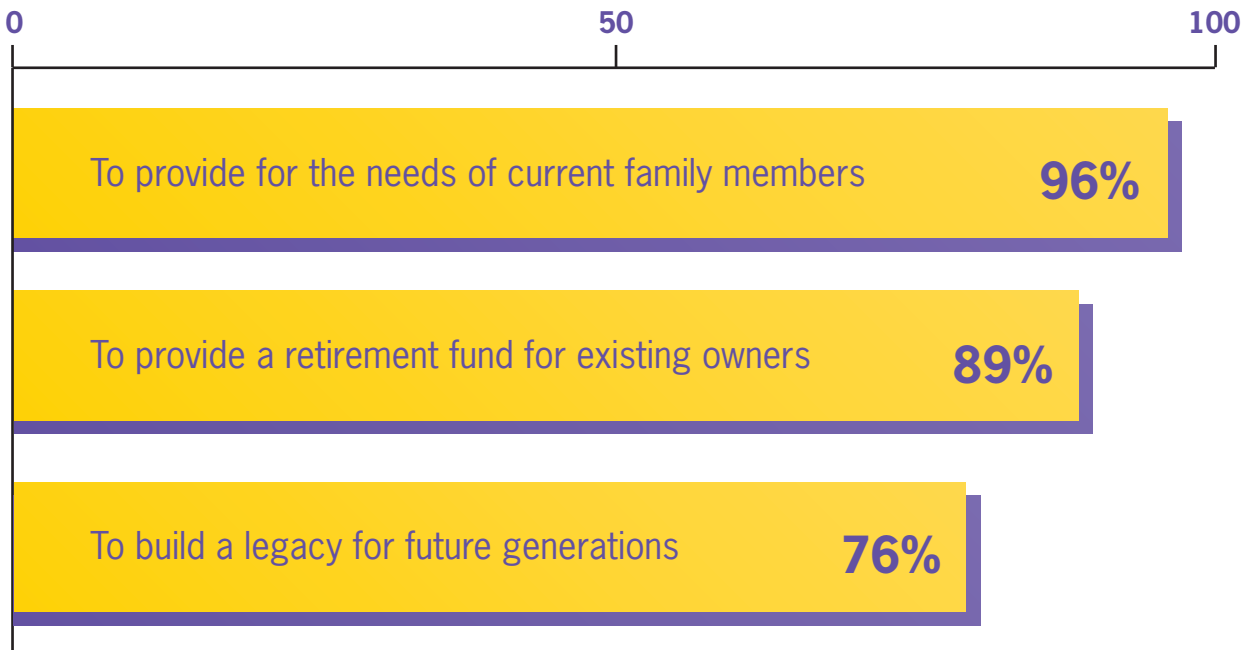 0 50 100
To provide for the needs of current family members 96%
To provide a retirement fund for existing owners 89%
To build a legacy for future generations 76%